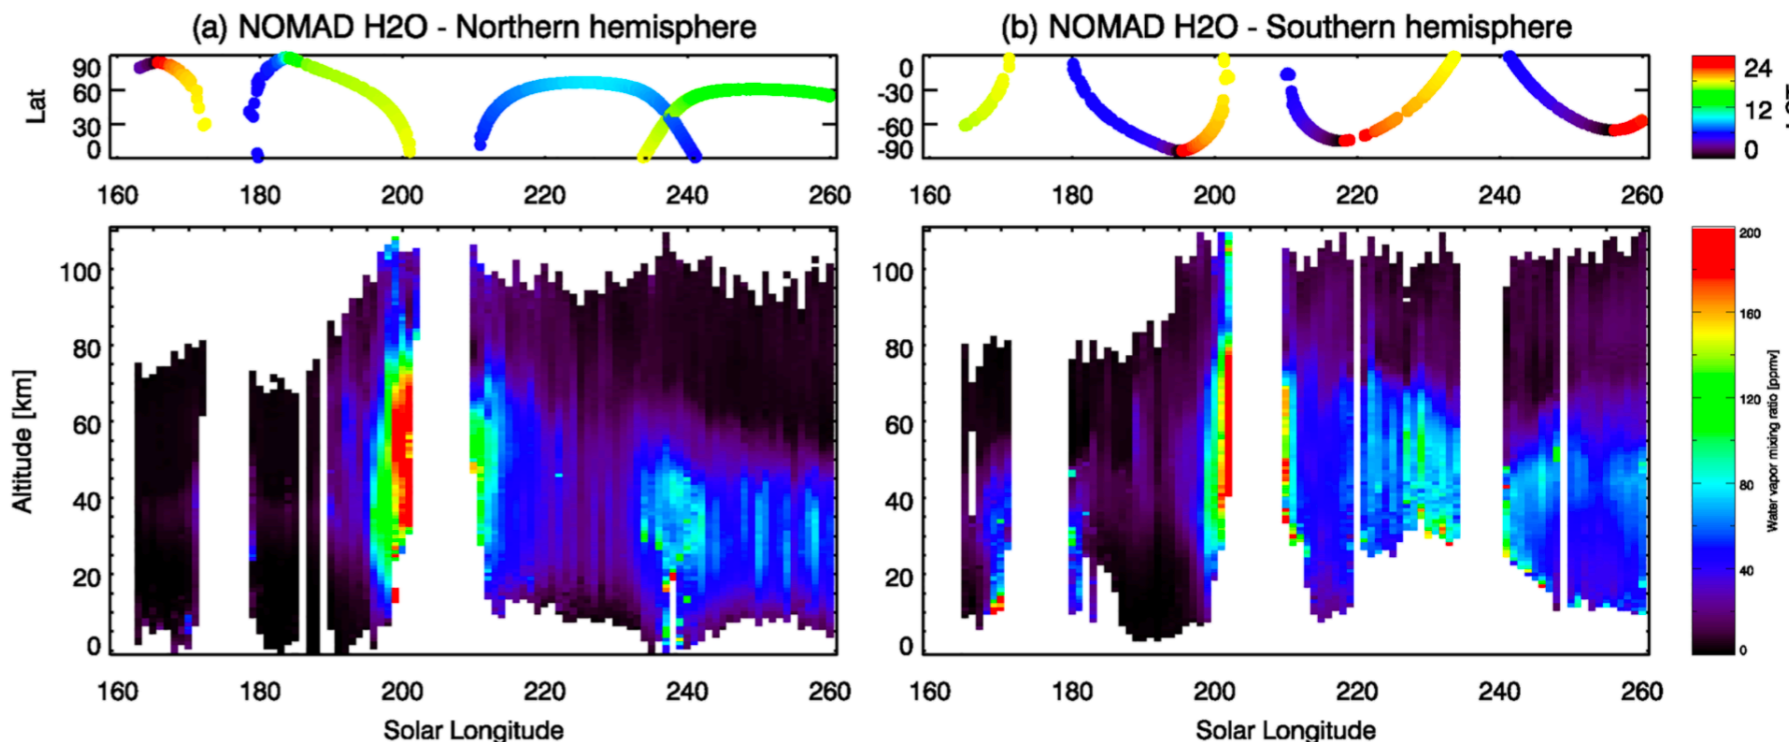 (a) NOMAD H2O - Northern hemisphere
(b) NOMAD H2O - Southern hemisphere
Lat
90
60
30
0
160 180 200 220 240 260
0
-30
-60
-90
160 180 200 220 240 260
24
12
0
Altitude [km]
100
80
60
40
20
0
160 180 200 220 240 260
Solar Longitude
100
80
60
40
20
0
160 180 200 220 240 260
Solar Longitude
200
160
120
80
40
0
Water vapor mixing ratio [ppmv]